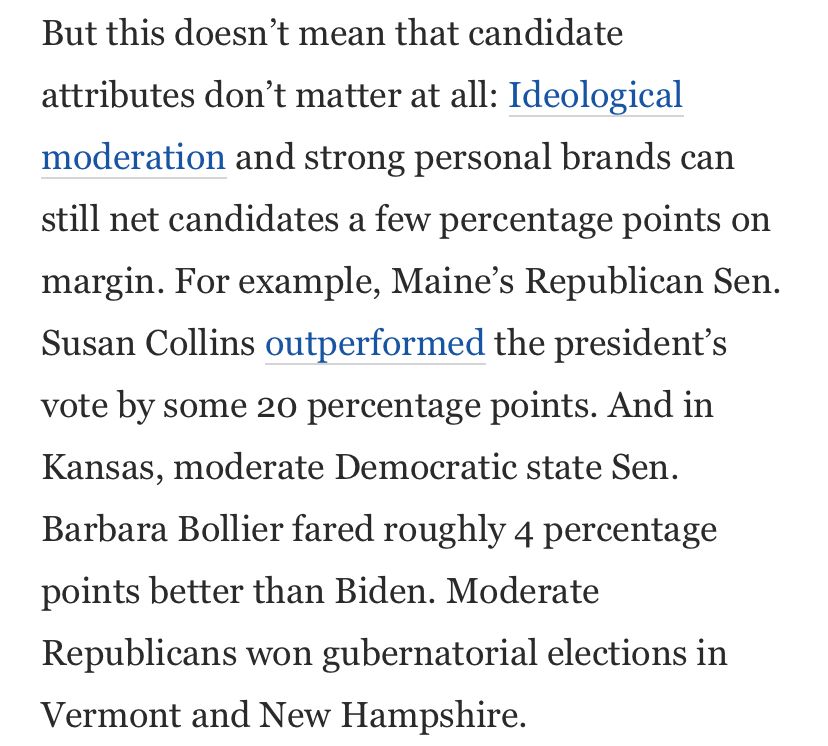 But this doesn’t mean that candidate
attributes don’t matter at all: Ideological
moderation and strong personal brands can
still net candidates a few percentage points on
margin. For example, Maine’s Republican Sen.
Susan Collins outperformed the president’s
vote by some 20 percentage points. And in
Kansas, moderate Democratic state Sen.
Barbara Bollier fared roughly 4 percentage
points better than Biden. Moderate
Republicans won gubernatorial elections in
Vermont and New Hampshire.